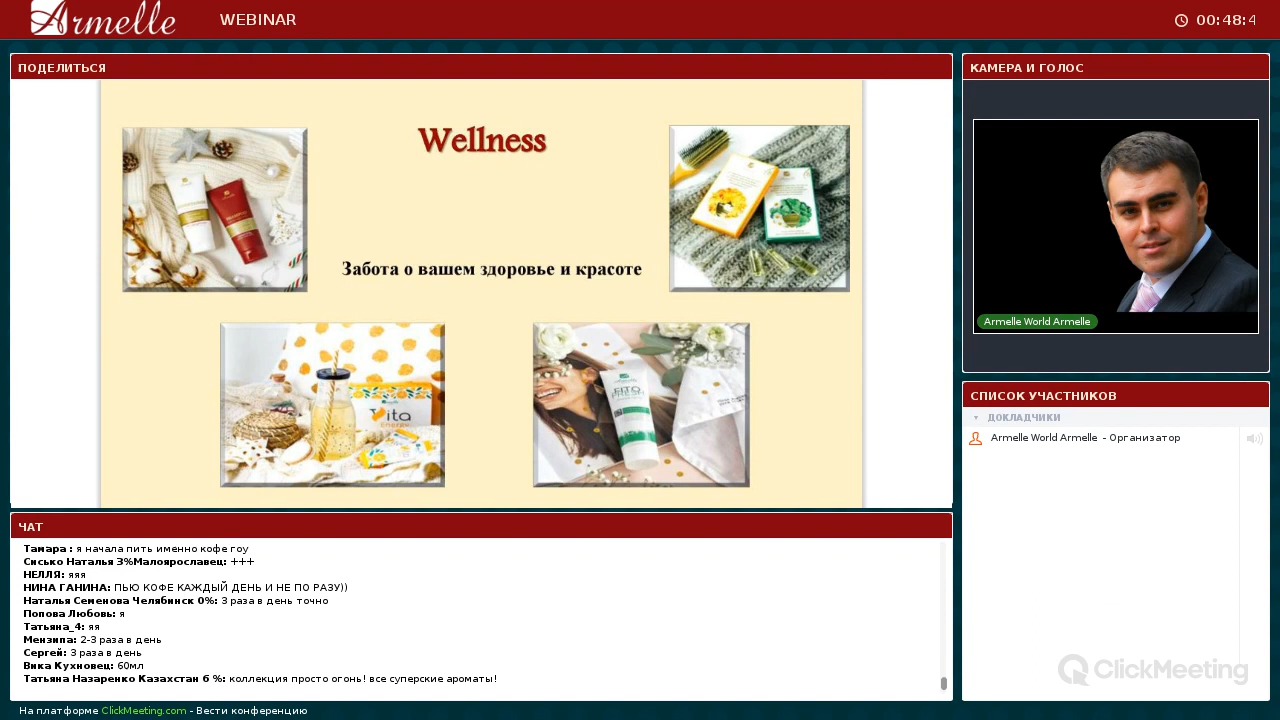 Armelle
WEBINAR
00:48:4
ПОДЕЛИТЬСЯ
Wellness
Забота о вашем здоровье и красоте
Vita
Energy
FITO
FRESH
ЧАТ
Тамара : я начала пить именно кофе гоу
Сисько Наталья 3%Малоярославец: +++
НЕЛЛЯ: яяя
НИНА ГАНИНА: ПЬЮ КОФЕ КАЖДЫЙ ДЕНЬ И НЕ ПО РАЗУ))
Наталья Семенова Челябинск 0%: 3 раза в день точно
Попова Любовь: я
Татьяна_4: яя
Мензипа: 2-3 раза в день
Сергей: 3 раза в день
Вика Кухновец: 60мл
Татьяна Назаренко Казахстан 6 %: коллекция просто огонь! все суперские ароматы!
КАМЕРА И ГОЛОС
Armelle World Armelle
СПИСОК УЧАСТНИКОВ
ДОКЛАДЧИКИ
Armelle World Armelle - Организатор
ClickMeeting
На платформе ClickMeeting.com - Вести конференцию